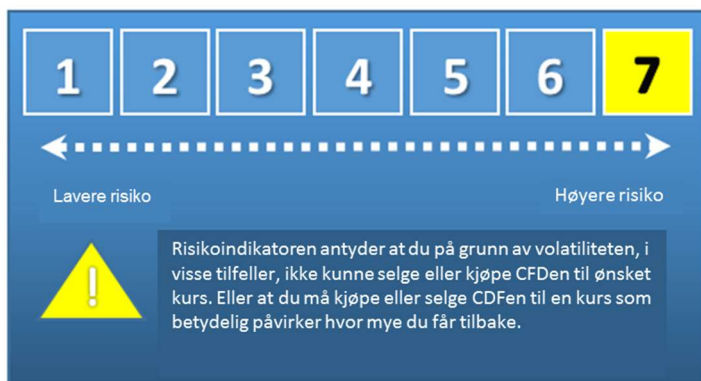 1 2 3 4 5 6 7
Lavere risiko Høyere risiko
!
Risikoindikatoren antyder at du på grunn av volatiliteten, i
visse tilfeller, ikke kunne selge eller kjøpe CFDen til ønsket
kurs. Eller at du må kjøpe eller selge CDFen til en kurs som
betydelig påvirker hvor mye du får tilbake.